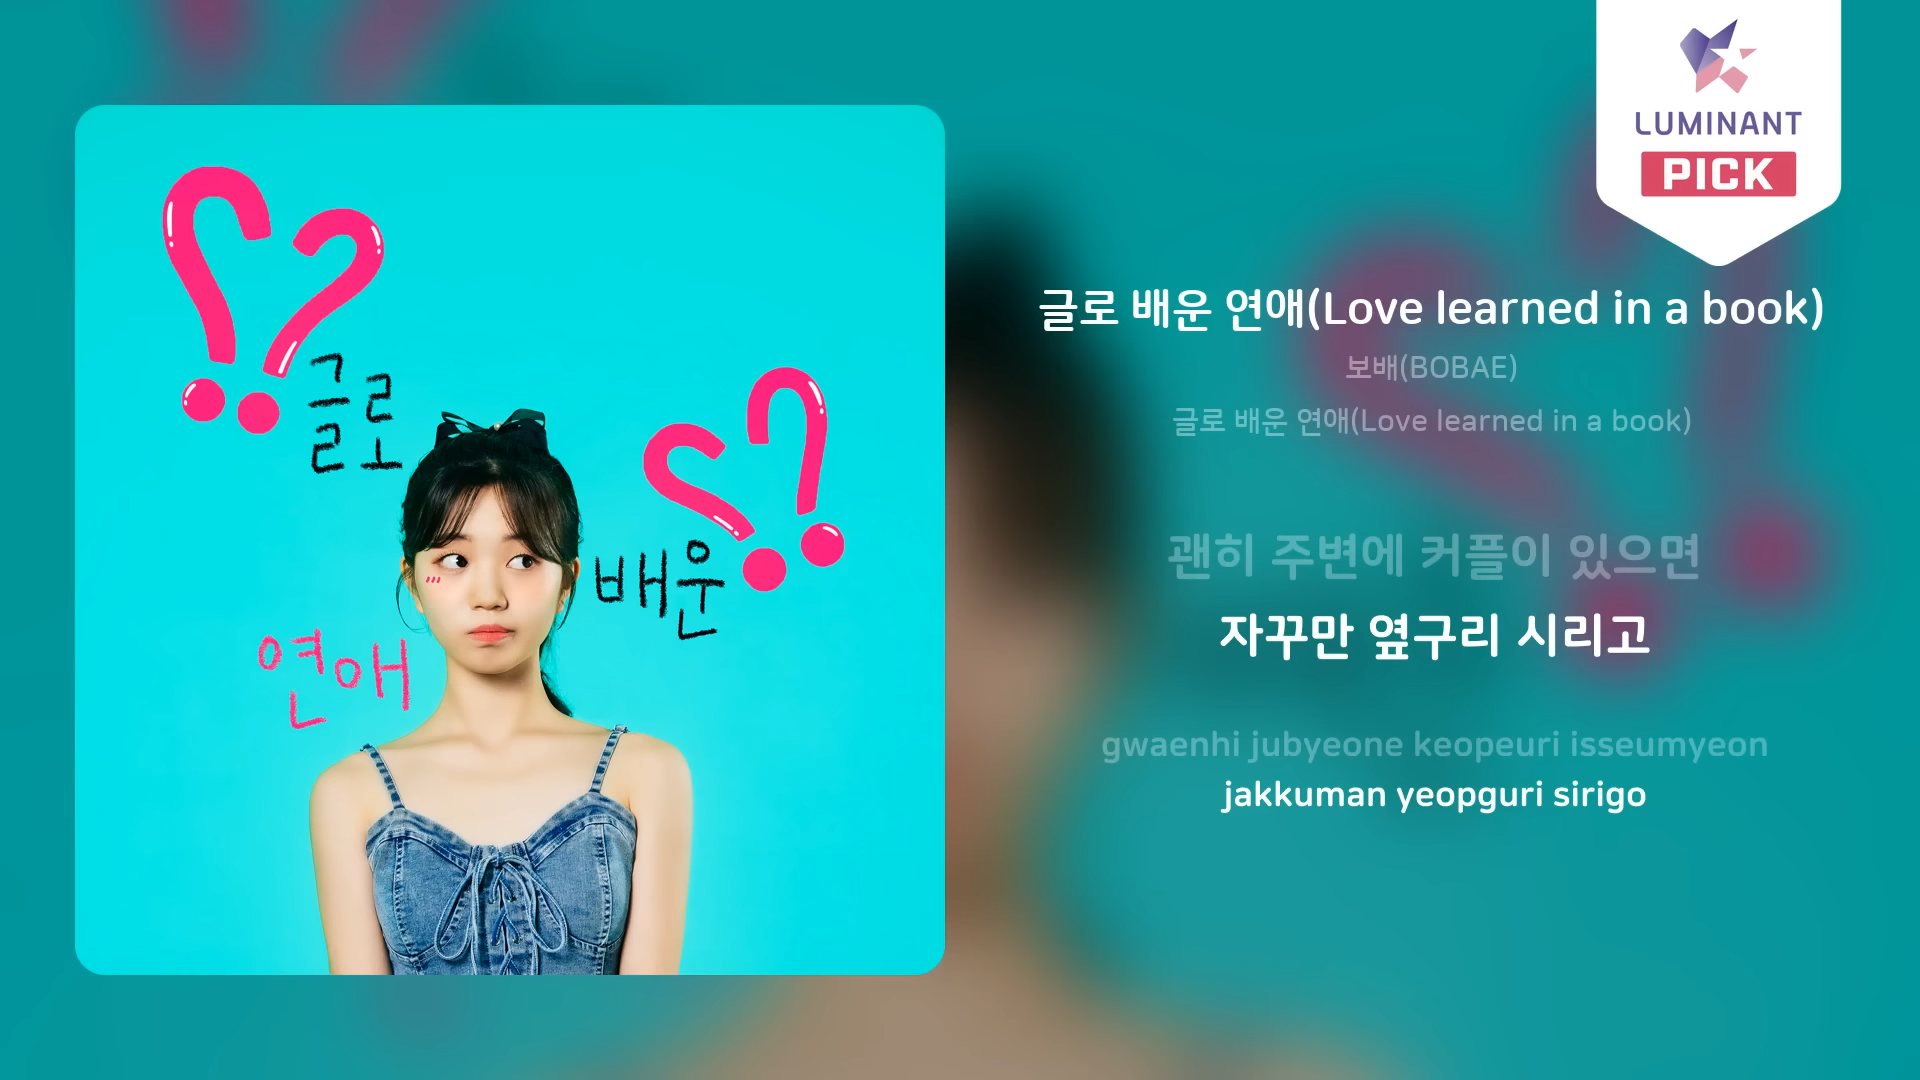 글로
배운
연애
LUMINANT
PICK
글로 배운 연애(Love learned in a book)
보배(BOBAE)
글로 배운 연애(Love learned in a book)
괜히 주변에 커플이 있으면
자꾸만 옆구리 시리고
gwaenhi jubyeone keopeuri isseumyeon
jakkuman yeopguri sirigo